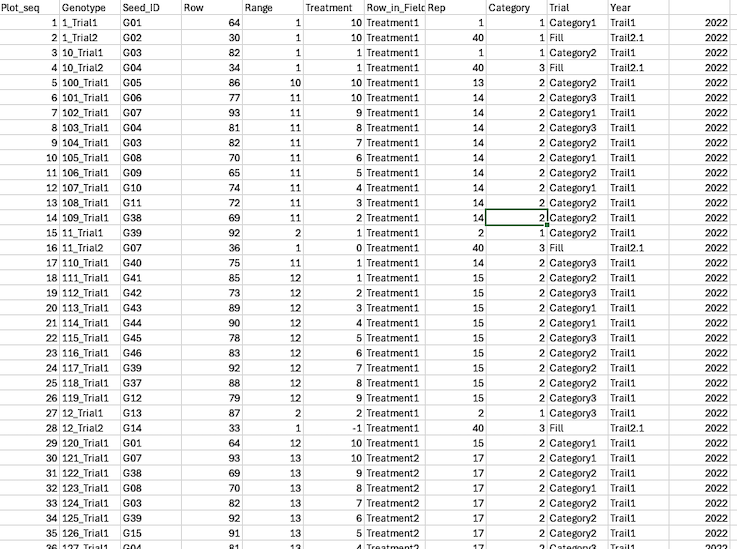 Plot_seq Genotype Seed_ID Row Range Treatment Row_in_Field Rep Category Trial Year
1 1_Trial1 G01 64 1 10 Treatment1 1 1 Category1 Trail1 2022
2 1_Trial2 G02 30 1 10 Treatment1 40 1 Fill Trail2.1 2022
3 10_Trial1 G03 82 1 1 Treatment1 1 1 Category2 Trail1 2022
4 10_Trial2 G04 34 1 1 Treatment1 40 3 Fill Trail2.1 2022
5 100_Trial1 G05 86 10 10 Treatment1 13 2 Category2 Trail1 2022
6 101_Trial1 G06 77 11 10 Treatment1 14 2 Category3 Trail1 2022
7 102_Trial1 G07 93 11 9 Treatment1 14 2 Category1 Trail1 2022
8 103_Trial1 G04 81 11 8 Treatment1 14 2 Category3 Trail1 2022
9 104_Trial1 G03 82 11 7 Treatment1 14 2 Category2 Trail1 2022
10 105_Trial1 G08 70 11 6 Treatment1 14 2 Category1 Trail1 2022
11 106_Trial1 G09 65 11 5 Treatment1 14 2 Category2 Trail1 2022
12 107_Trial1 G10 74 11 4 Treatment1 14 2 Category1 Trail1 2022
13 108_Trial1 G11 72 11 3 Treatment1 14 2 Category2 Trail1 2022
14 109_Trial1 G38 69 11 2 Treatment1 14 2 Category2 Trail1 2022
15 11_Trial1 G39 92 2 1 Treatment1 2 1 Category2 Trail1 2022
16 11_Trial2 G07 36 1 0 Treatment1 40 3 Fill Trail2.1 2022
17 110_Trial1 G40 75 11 1 Treatment1 14 2 Category3 Trail1 2022
18 111_Trial1 G41 85 12 1 Treatment1 15 2 Category2 Trail1 2022
19 112_Trial1 G42 73 12 2 Treatment1 15 2 Category3 Trail1 2022
20 113_Trial1 G43 89 12 3 Treatment1 15 2 Category1 Trail1 2022
21 114_Trial1 G44 90 12 4 Treatment1 15 2 Category1 Trail1 2022
22 115_Trial1 G45 78 12 5 Treatment1 15 2 Category3 Trail1 2022
23 116_Trial1 G46 83 12 6 Treatment1 15 2 Category2 Trail1 2022
24 117_Trial1 G39 92 12 7 Treatment1 15 2 Category2 Trail1 2022
25 118_Trial1 G37 88 12 8 Treatment1 15 2 Category2 Trail1 2022
26 119_Trial1 G12 79 12 9 Treatment1 15 2 Category3 Trail1 2022
27 12_Trial1 G13 87 2 2 Treatment1 2 1 Category3 Trail1 2022
28 12_Trial2 G14 33 1 -1 Treatment1 40 3 Fill Trail2.1 2022
29 120_Trial1 G01 64 12 10 Treatment1 15 2 Category1 Trail1 2022
30 121_Trial1 G07 93 13 10 Treatment2 17 2 Category1 Trail1 2022
31 122_Trial1 G38 69 13 9 Treatment2 17 2 Category2 Trail1 2022
32 123_Trial1 G08 70 13 8 Treatment2 17 2 Category1 Trail1 2022
33 124_Trial1 G03 82 13 7 Treatment2 17 2 Category2 Trail1 2022
34 125_Trial1 G39 92 13 6 Treatment2 17 2 Category2 Trail1 2022
35 126_Trial1 G15 91 13 5 Treatment2 17 2 Category2 Trail1 2022
36 127_Trial1 G04 81 13 4 Treatment2 17 2 Category3 Trail1 2022